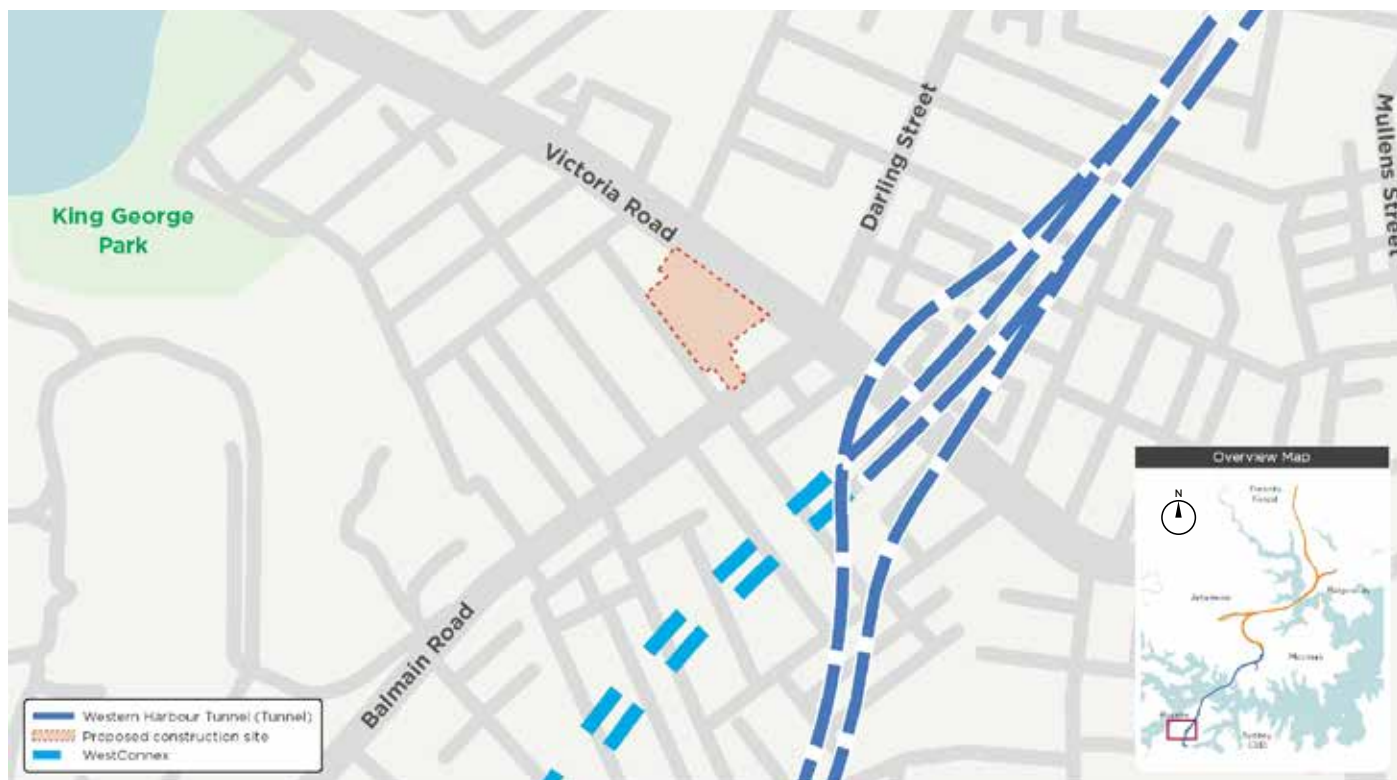 Victoria Road
Darling Street
Mullens Street
King George
Park
Balmain Road
Western Harbour Tunnel (Tunnel)
Proposed construction site
WestConnex
Overview Map
N
Mosman
Sydney
CBD